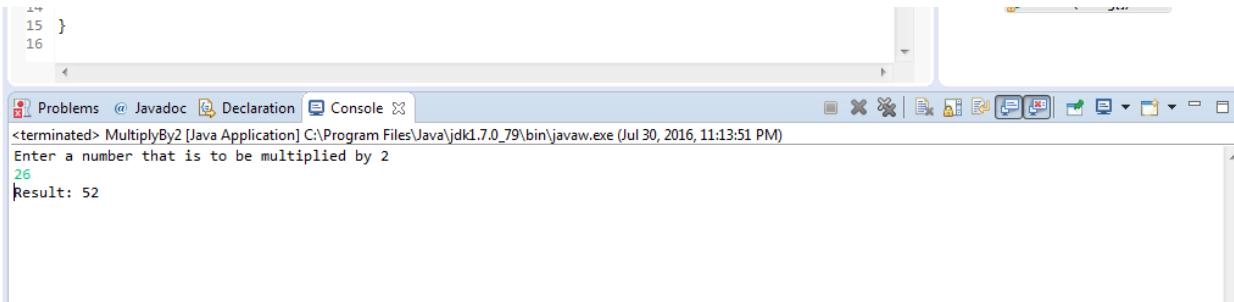 14
15 }
16
Problems @ Javadoc Declaration Console
<terminated> MultiplyBy2 [Java Application] C:\Program Files\Java\jdk1.7.0_79\bin\javaw.exe (Jul 30, 2016, 11:13:51 PM)
Enter a number that is to be multiplied by 2
26
Result: 52